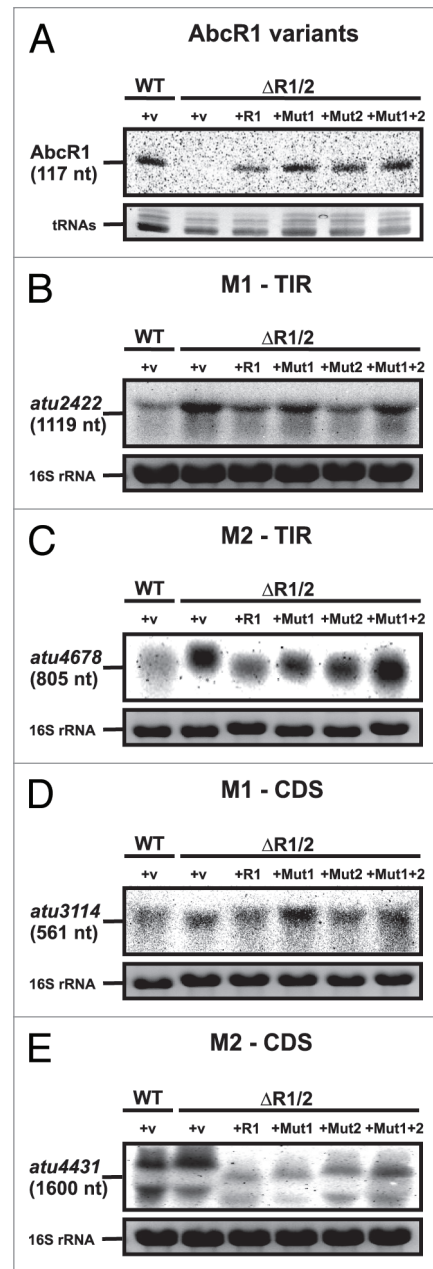 A
AbcR1 variants
WT ΔR1/2
+v +v +R1 +Mut1 +Mut2 +Mut1+2
AbcR1
(117 nt)
tRNAs
B
M1 - TIR
WT ΔR1/2
+v +v +R1 +Mut1 +Mut2 +Mut1+2
atu2422
(1119 nt)
16S rRNA
C
M2 - TIR
WT ΔR1/2
+v +v +R1 +Mut1 +Mut2 +Mut1+2
atu4678
(805 nt)
16S rRNA
D
M1 - CDS
WT ΔR1/2
+v +v +R1 +Mut1 +Mut2 +Mut1+2
atu3114
(561 nt)
16S rRNA
E
M2 - CDS
WT ΔR1/2
+v +v +R1 +Mut1 +Mut2 +Mut1+2
atu4431
(1600 nt)
16S rRNA